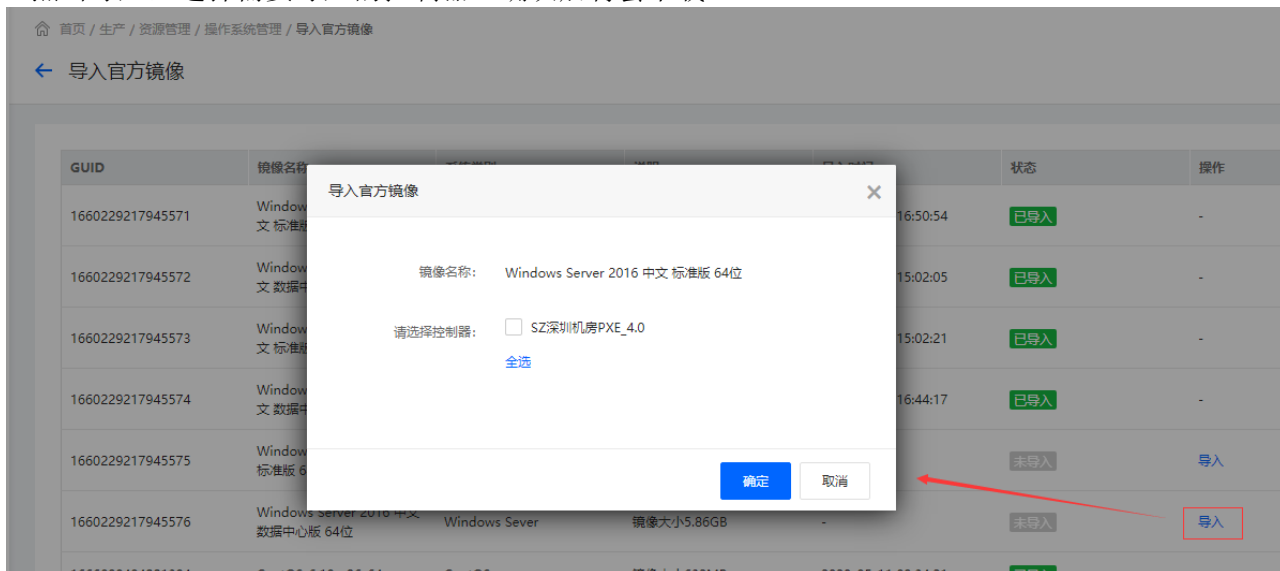 首页 / 生产 / 资源管理 / 操作系统管理 / 导入官方镜像
← 导入官方镜像
GUID 镜像名称 状态 操作
导入官方镜像 ×
1660229217945571 Window 文 标准版 16:50:54 已导入 -
1660229217945572 Window 文 数据中 15:02:05 已导入 -
镜像名称: Windows Server 2016 中文 标准版 64位
1660229217945573 Window 文 标准版 15:02:21 已导入 -
请选择控制器: SZ深圳机房PXE_4.0
全选
1660229217945574 Window 文 数据中 16:44:17 已导入 -
1660229217945575 Window 标准版 6 未导入 导入
确定 取消
1660229217945576 Windows Server 2016 中文 Windows Sever 镜像大小5.86GB - 未导入 导入
数据中心版 64位